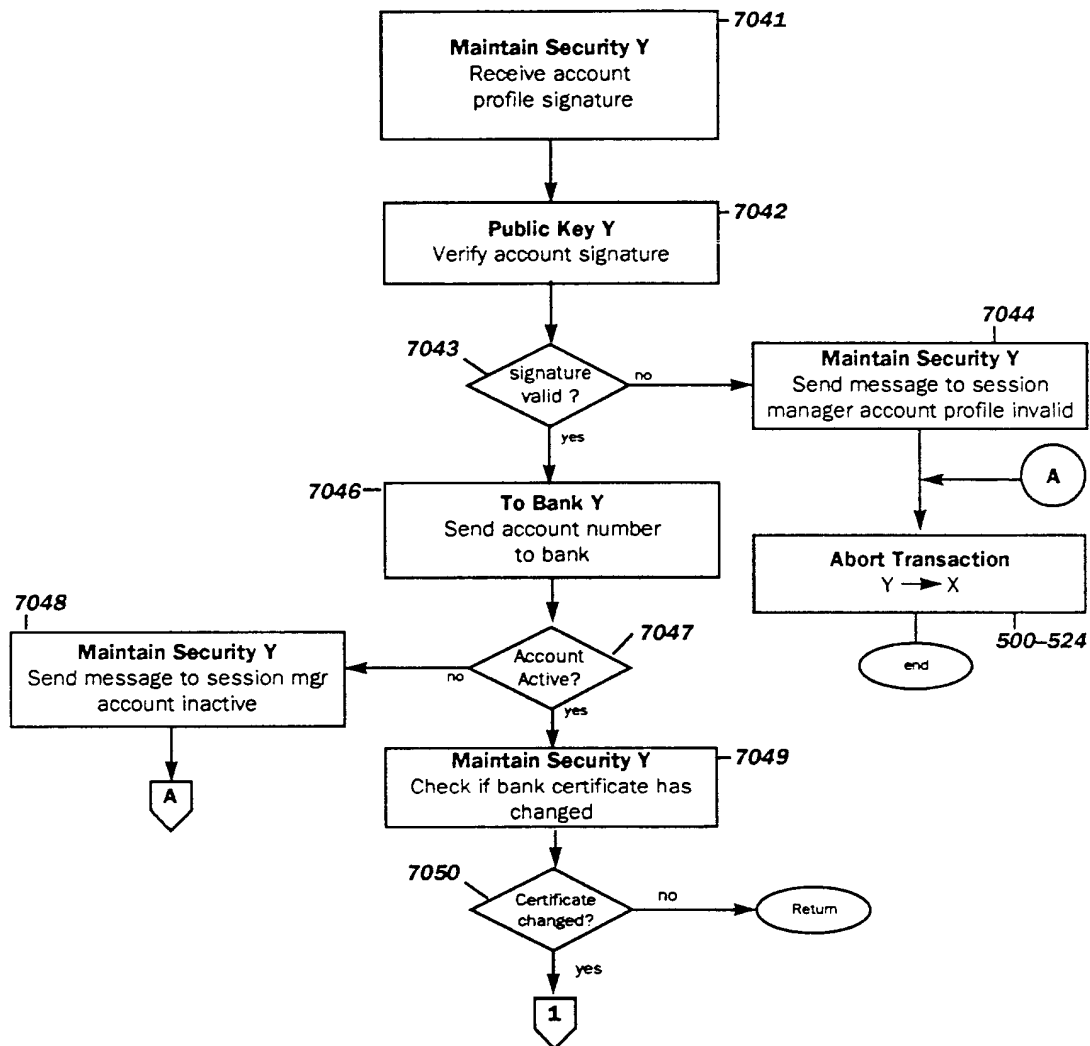 7041
Maintain Security Y
Receive account
profile signature
7042
Public Key Y
Verify account signature
7043
signature
valid ?
no
yes
7044
Maintain Security Y
Send message to session
manager account profile invalid
A
7046
To Bank Y
Send account number
to bank
Abort Transaction
Y → X
500–524
end
7047
Account
Active?
no
yes
7048
Maintain Security Y
Send message to session mgr
account inactive
A
7049
Maintain Security Y
Check if bank certificate has
changed
7050
Certificate
changed?
no
Return
yes
1